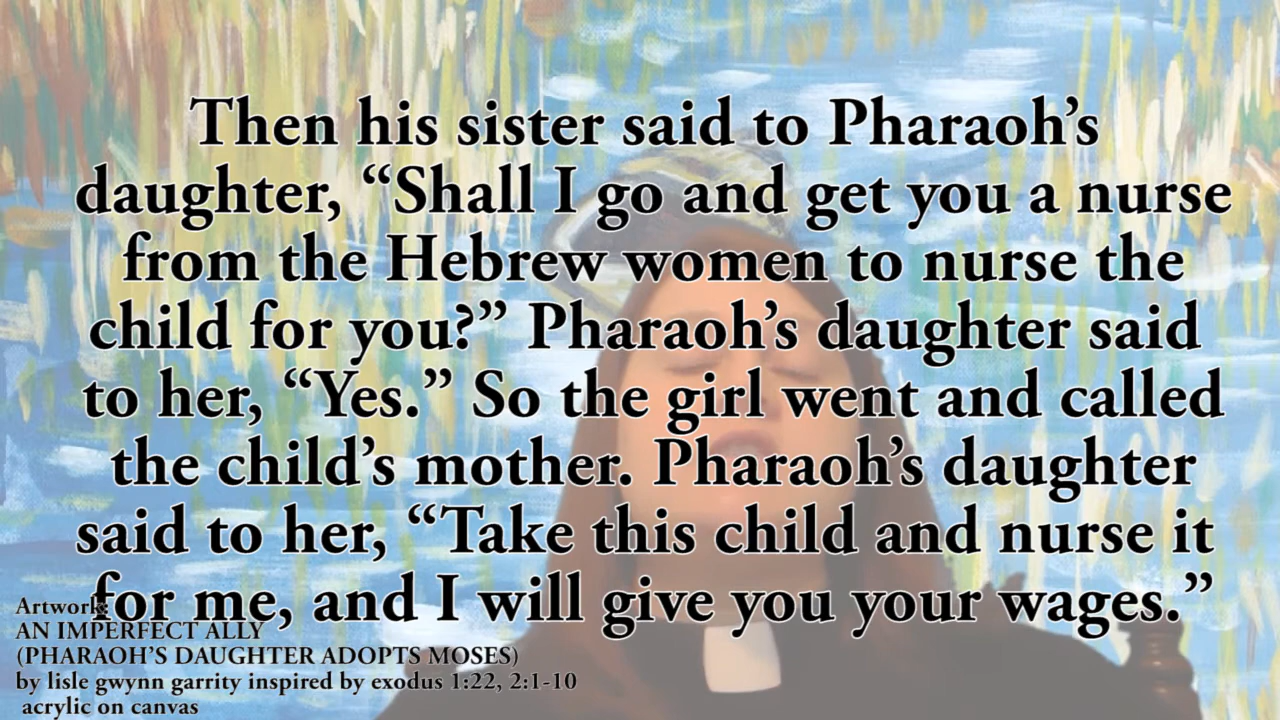 Then his sister said to Pharaoh’s
daughter, “Shall I go and get you a nurse
from the Hebrew women to nurse the
child for you?” Pharaoh’s daughter said
to her, “Yes.” So the girl went and called
the child’s mother. Pharaoh’s daughter
said to her, “Take this child and nurse it
for me, and I will give you your wages.”
Artwork:
AN IMPERFECT ALLY
(PHARAOH’S DAUGHTER ADOPTS MOSES)
by lisle gwynn garrity inspired by exodus 1:22, 2:1-10
acrylic on canvas